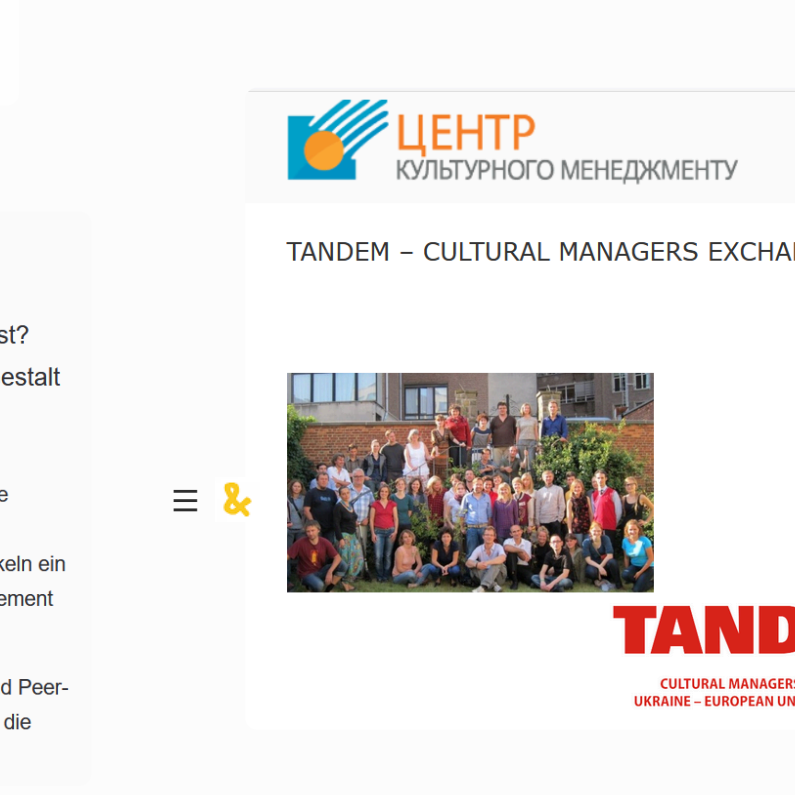 ЦЕНТР
КУЛЬТУРНОГО МЕНЕДЖМЕНТУ
TANDEM – CULTURAL MANAGERS EXCHA
st?
estalt
e
keln ein
ement
d Peer-
die
&
TAND
CULTURAL MANAGERS
UKRAINE – EUROPEAN UN